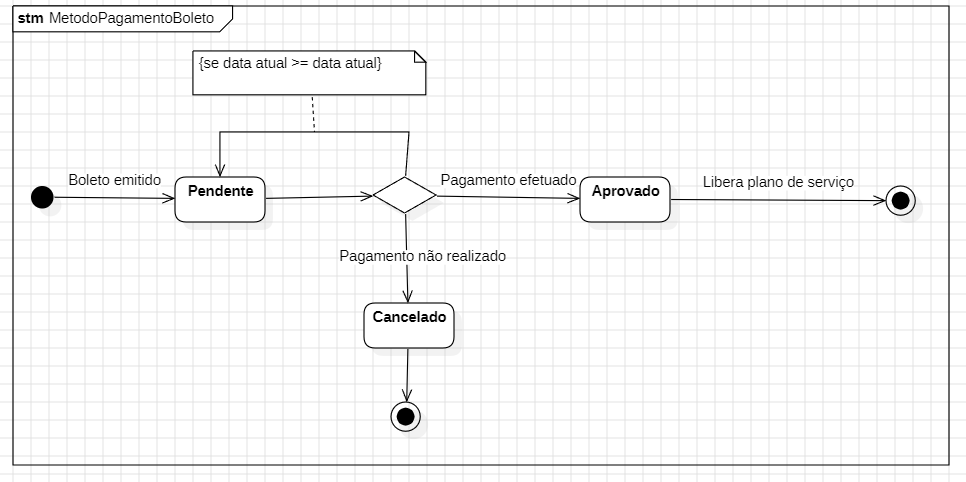 stm MetodoPagamentoBoleto
{se data atual >= data atual}
Boleto emitido
Pendente
Pagamento efetuado
Aprovado
Libera plano de serviço
Pagamento não realizado
Cancelado